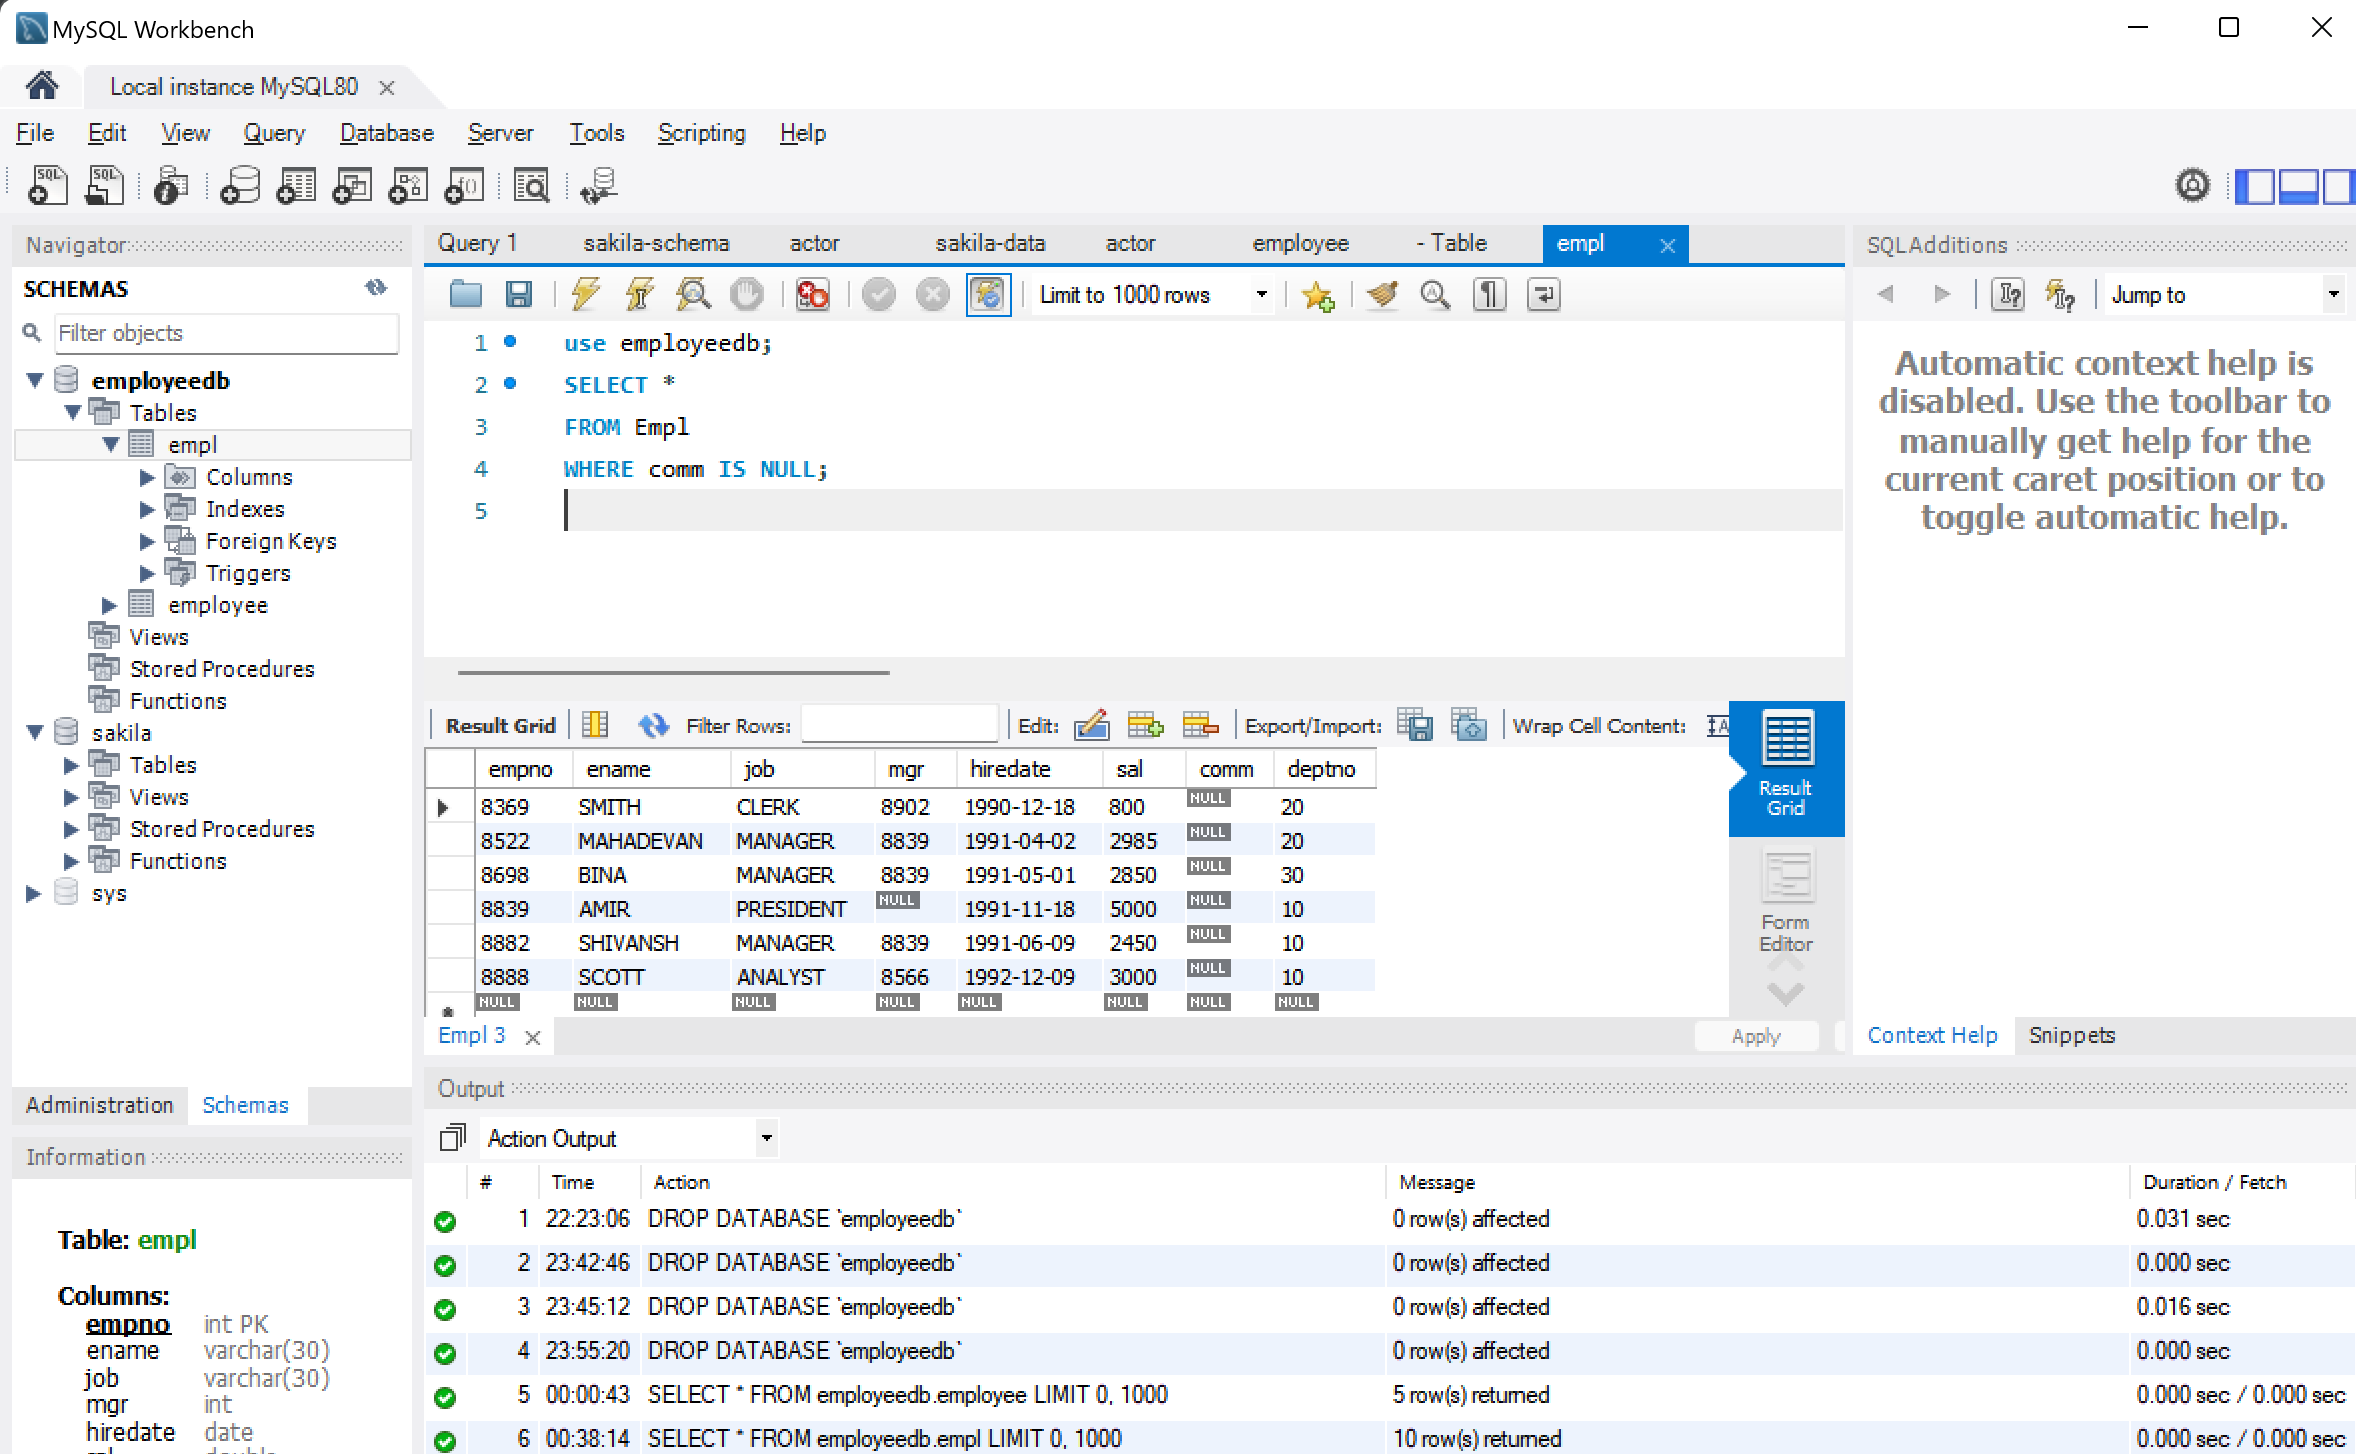 MySQL Workbench
Local instance MySQL80
File Edit View Query Database Server Tools Scripting Help
Navigator
SCHEMAS
Filter objects
employeedb
Tables
empl
Columns
Indexes
Foreign Keys
Triggers
employee
Views
Stored Procedures
Functions
sakila
Tables
Views
Stored Procedures
Functions
sys
Administration Schemas
Information
Table: empl
Columns:
empno int PK
ename varchar(30)
job varchar(30)
mgr int
hiredate date
Query 1 sakila-schema actor sakila-data actor employee - Table empl
Limit to 1000 rows
1 use employeedb;
2 SELECT *
3 FROM Empl
4 WHERE comm IS NULL;
5
Result Grid Filter Rows: Edit: Export/Import: Wrap Cell Content:
empno ename job mgr hiredate sal comm deptno
8369 SMITH CLERK 8902 1990-12-18 800 NULL 20
8522 MAHADEVAN MANAGER 8839 1991-04-02 2985 NULL 20
8698 BINA MANAGER 8839 1991-05-01 2850 NULL 30
8839 AMIR PRESIDENT NULL 1991-11-18 5000 NULL 10
8882 SHIVANSH MANAGER 8839 1991-06-09 2450 NULL 10
8888 SCOTT ANALYST 8566 1992-12-09 3000 NULL 10
NULL NULL NULL NULL NULL NULL NULL NULL
Result
Grid
Form
Editor
Empl 3
Apply
SQLAdditions
Jump to
Automatic context help is
disabled. Use the toolbar to
manually get help for the
current caret position or to
toggle automatic help.
Context Help Snippets
Output
Action Output
# Time Action Message Duration / Fetch
1 22:23:06 DROP DATABASE `employeedb` 0 row(s) affected 0.031 sec
2 23:42:46 DROP DATABASE `employeedb` 0 row(s) affected 0.000 sec
3 23:45:12 DROP DATABASE `employeedb` 0 row(s) affected 0.016 sec
4 23:55:20 DROP DATABASE `employeedb` 0 row(s) affected 0.000 sec
5 00:00:43 SELECT * FROM employeedb.employee LIMIT 0, 1000 5 row(s) returned 0.000 sec / 0.000 sec
6 00:38:14 SELECT * FROM employeedb.empl LIMIT 0, 1000 10 row(s) returned 0.000 sec / 0.000 sec